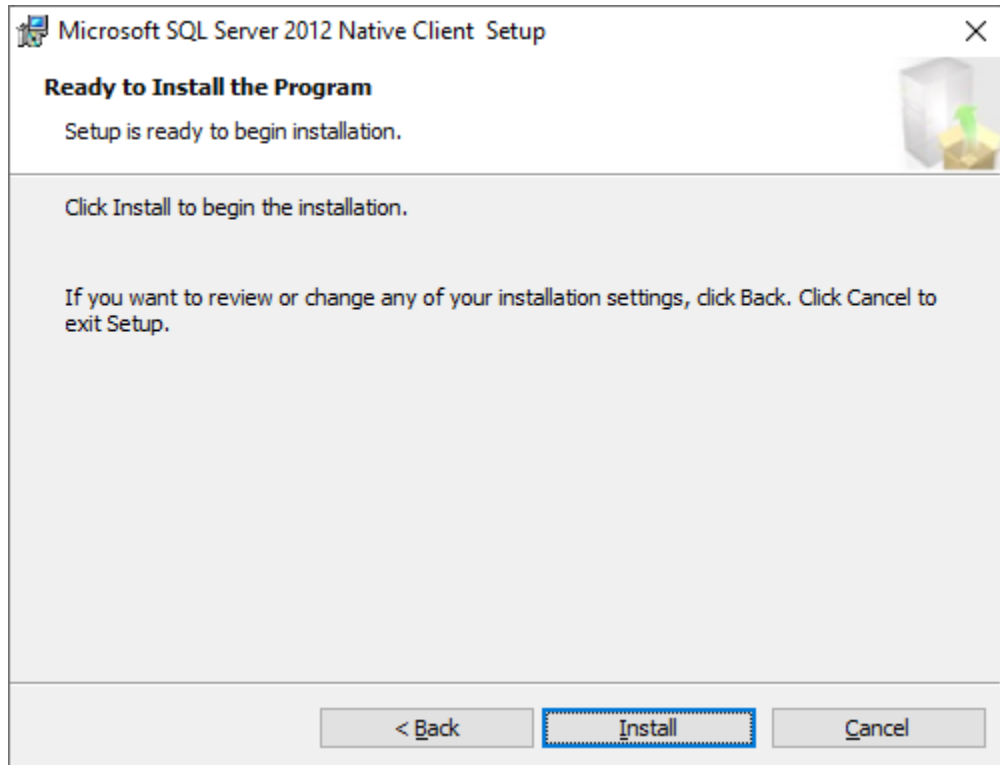 Microsoft SQL Server 2012 Native Client  Setup
Ready to Install the Program
Setup is ready to begin installation.
Click Install to begin the installation.
If you want to review or change any of your installation settings, click Back. Click Cancel to
exit Setup.
< Back
Install
Cancel